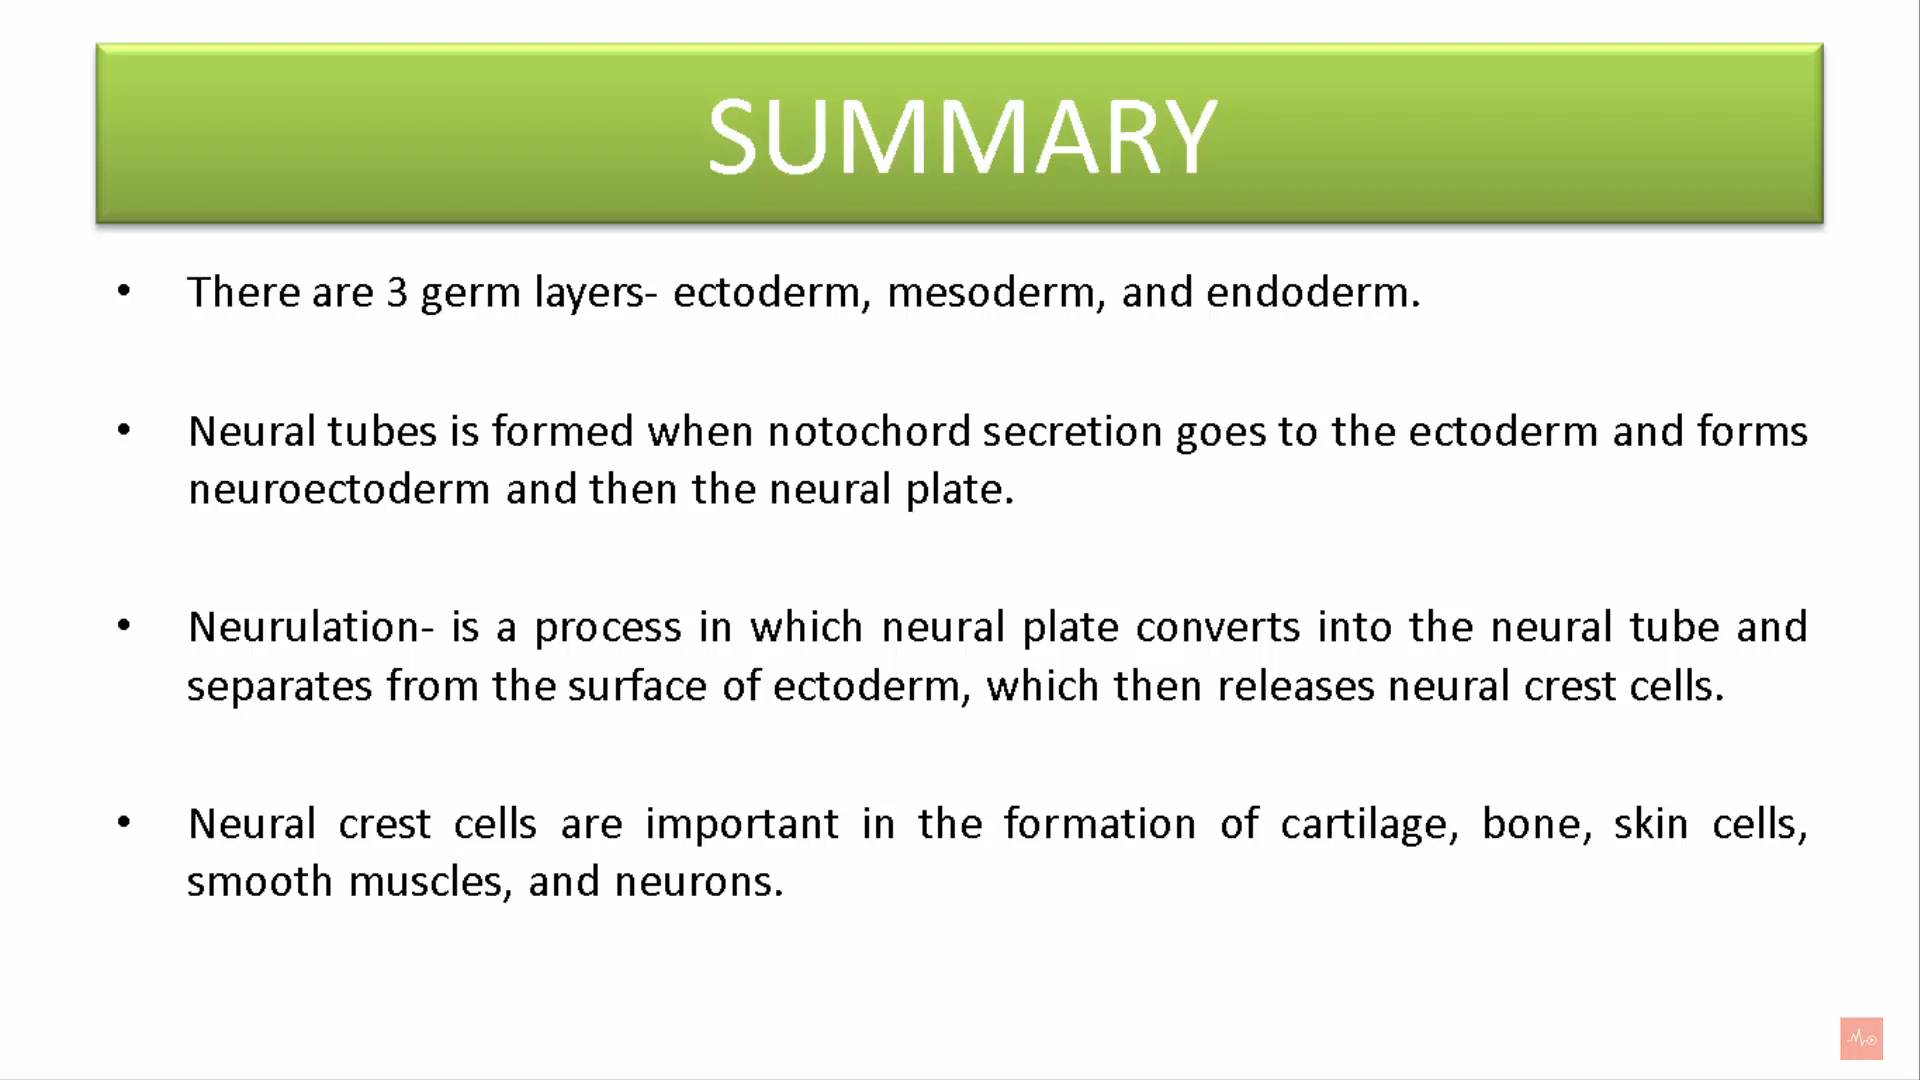 SUMMARY
• There are 3 germ layers- ectoderm, mesoderm, and endoderm.
• Neural tubes is formed when notochord secretion goes to the ectoderm and forms
neuroectoderm and then the neural plate.
• Neurulation- is a process in which neural plate converts into the neural tube and
separates from the surface of ectoderm, which then releases neural crest cells.
• Neural crest cells are important in the formation of cartilage, bone, skin cells,
smooth muscles, and neurons.